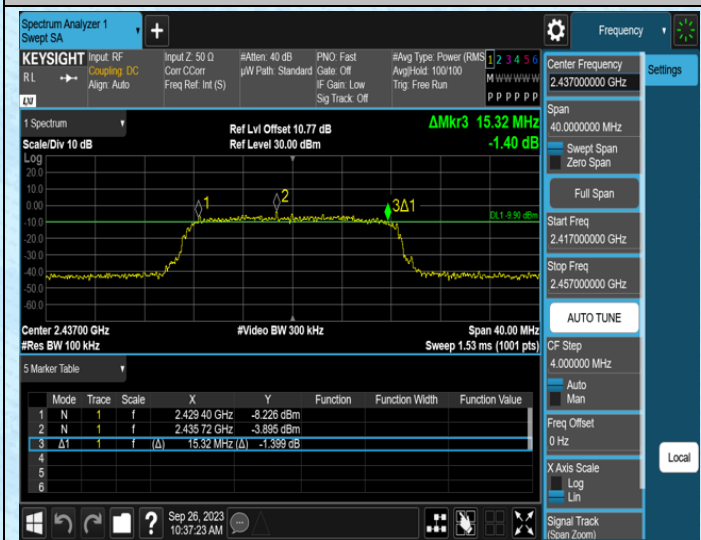 Spectrum Analyzer 1
Swept SA
+
Frequency
KEYSIGHT
Input: RF
Coupling: DC
Align: Auto
Input Z: 50 Ω
Corr CCorr
Freq Ref: Int (S)
#Atten: 40 dB
µW Path: Standard
PNO: Fast
Gate: Off
IF Gain: Low
Sig Track: Off
#Avg Type: Power (RMS
Avg|Hold: 100/100
Trig: Free Run
1 2 3 4 5 6
M W W W W W
P P P P P P
RL
LXI
Center Frequency
2.437000000 GHz
Settings
Span
40.0000000 MHz
Swept Span
Zero Span
Full Span
Start Freq
2.417000000 GHz
Stop Freq
2.457000000 GHz
AUTO TUNE
CF Step
4.000000 MHz
Auto
Man
Freq Offset
0 Hz
X Axis Scale
Log
Lin
Signal Track
(Span Zoom)
Local
1 Spectrum
Scale/Div 10 dB
Ref Lvl Offset 10.77 dB
Ref Level 30.00 dBm
ΔMkr3 15.32 MHz
-1.40 dB
Log
20.0
10.0
0.00
-10.0
-20.0
-30.0
-40.0
-50.0
-60.0
1
2
3Δ1
DL1 -9.90 dBm
Center 2.43700 GHz
#Video BW 300 kHz
Span 40.00 MHz
#Res BW 100 kHz
Sweep 1.53 ms (1001 pts)
5 Marker Table
Mode Trace Scale X Y Function Function Width Function Value
1 N 1 f 2.429 40 GHz -8.226 dBm
2 N 1 f 2.435 72 GHz -3.895 dBm
3 Δ1 1 f (Δ) 15.32 MHz (Δ) -1.399 dB
4
5
6
?
Sep 26, 2023
10:37:23 AM